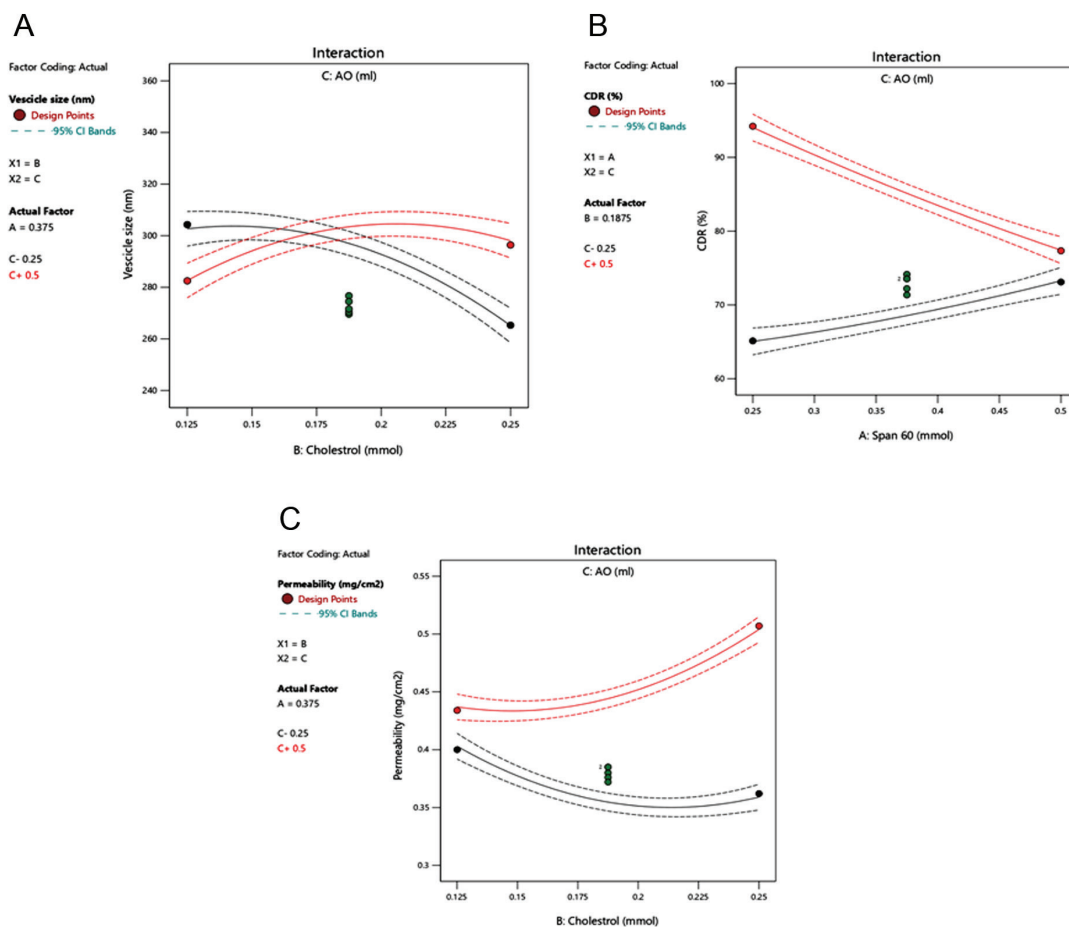 A
Interaction
C: AO (ml)
Factor Coding: Actual
Vescicle size (nm)
Design Points
95% CI Bands
X1 = B
X2 = C
Actual Factor
A = 0.375
C- 0.25
C+ 0.5
Vescicle size (nm)
360
340
320
300
280
260
240
0.125
0.15
0.175
0.2
0.225
0.25
B: Cholestrol (mmol)
B
Interaction
C: AO (ml)
Factor Coding: Actual
CDR (%)
Design Points
95% CI Bands
X1 = A
X2 = C
Actual Factor
B = 0.1875
C- 0.25
C+ 0.5
CDR (%)
100
90
80
70
60
2
0.25
0.3
0.35
0.4
0.45
0.5
A: Span 60 (mmol)
C
Interaction
C: AO (ml)
Factor Coding: Actual
Permeability (mg/cm2)
Design Points
95% CI Bands
X1 = B
X2 = C
Actual Factor
A = 0.375
C- 0.25
C+ 0.5
Permeability (mg/cm2)
0.55
0.5
0.45
0.4
0.35
0.3
2
0.125
0.15
0.175
0.2
0.225
0.25
B: Cholestrol (mmol)